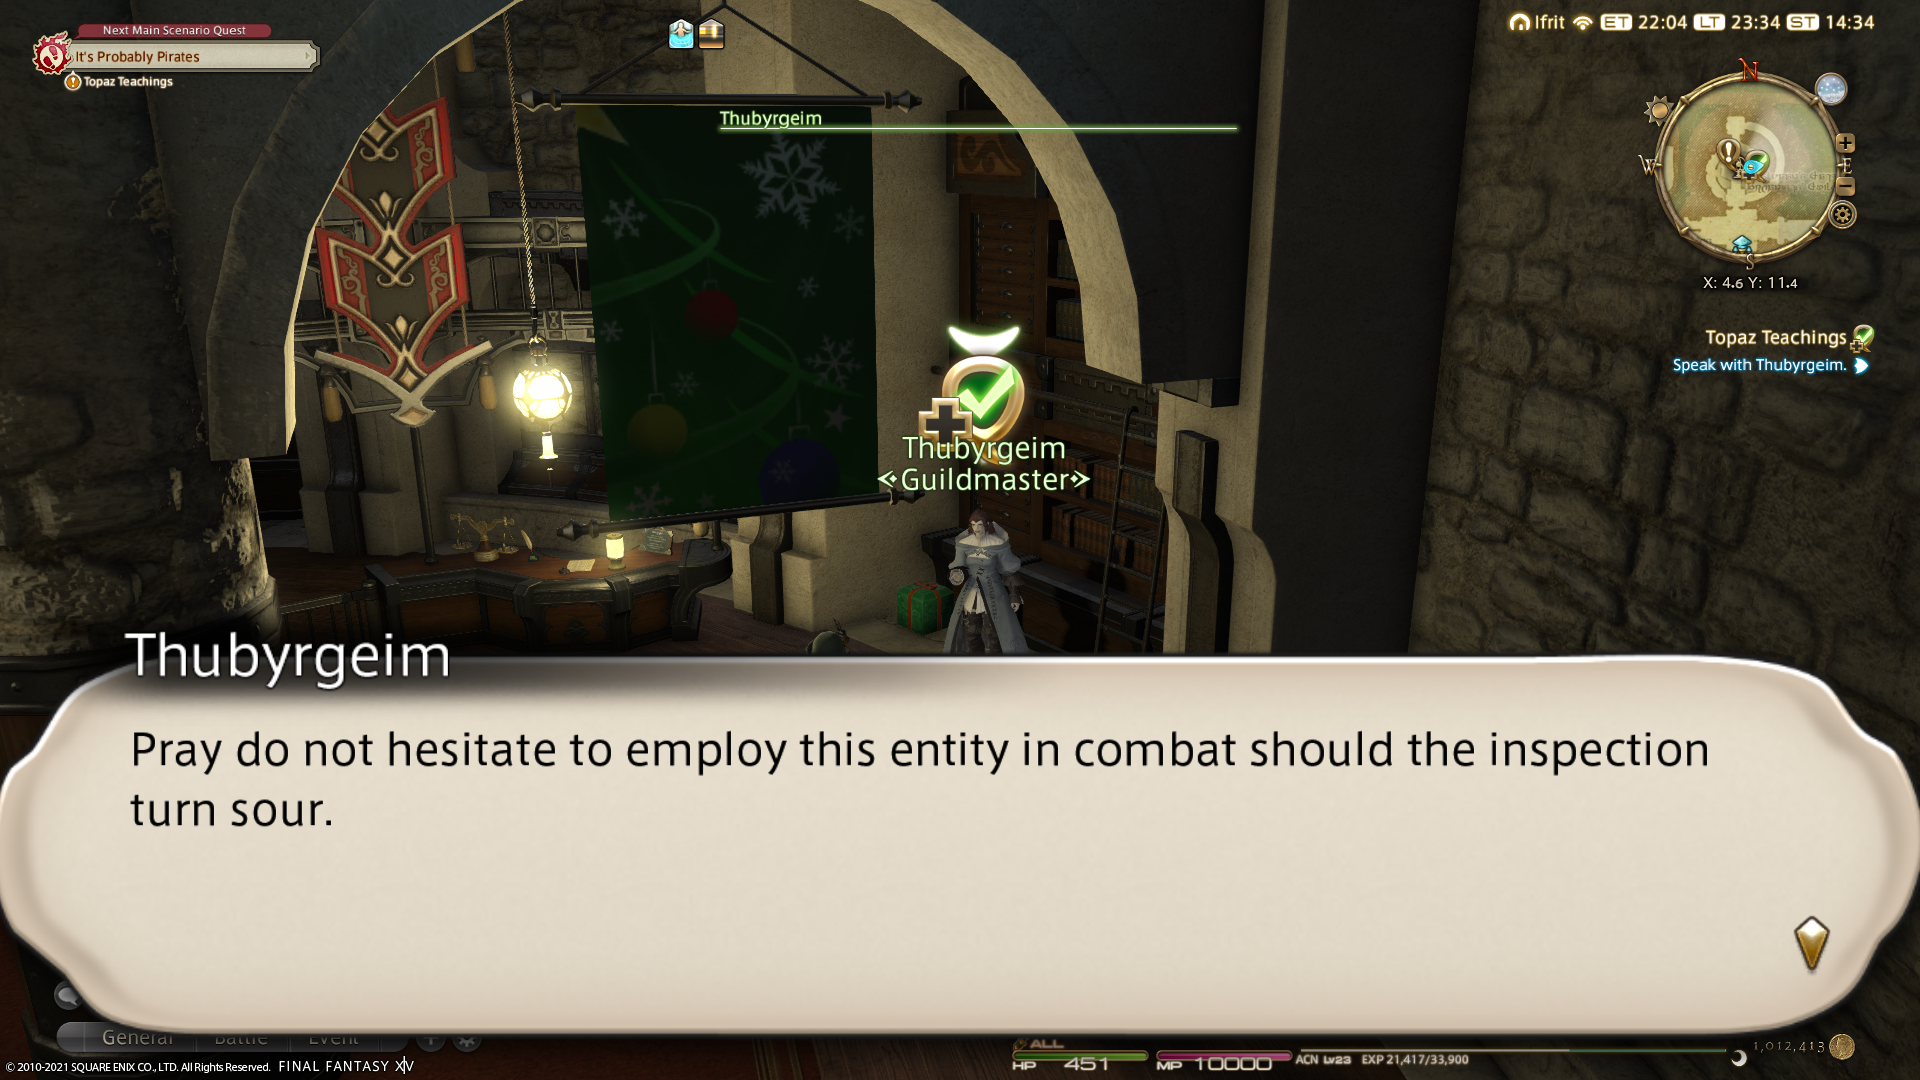 Next Main Scenario Quest
It's Probably Pirates
Topaz Teachings
Ifrit ET 22:04 LT 23:34 ST 14:34
Thubyrgeim
N
W
E
S
X: 4.6 Y: 11.4
Topaz Teachings
Speak with Thubyrgeim.
Thubyrgeim
Guildmaster
Thubyrgeim
Pray do not hesitate to employ this entity in combat should the inspection
turn sour.
General Battle Event
ALL
HP 451 MP 10000 ACN Lv23 EXP 21,417/33,900
1,012,413
© 2010-2021 SQUARE ENIX CO., LTD. All Rights Reserved. FINAL FANTASY XIV